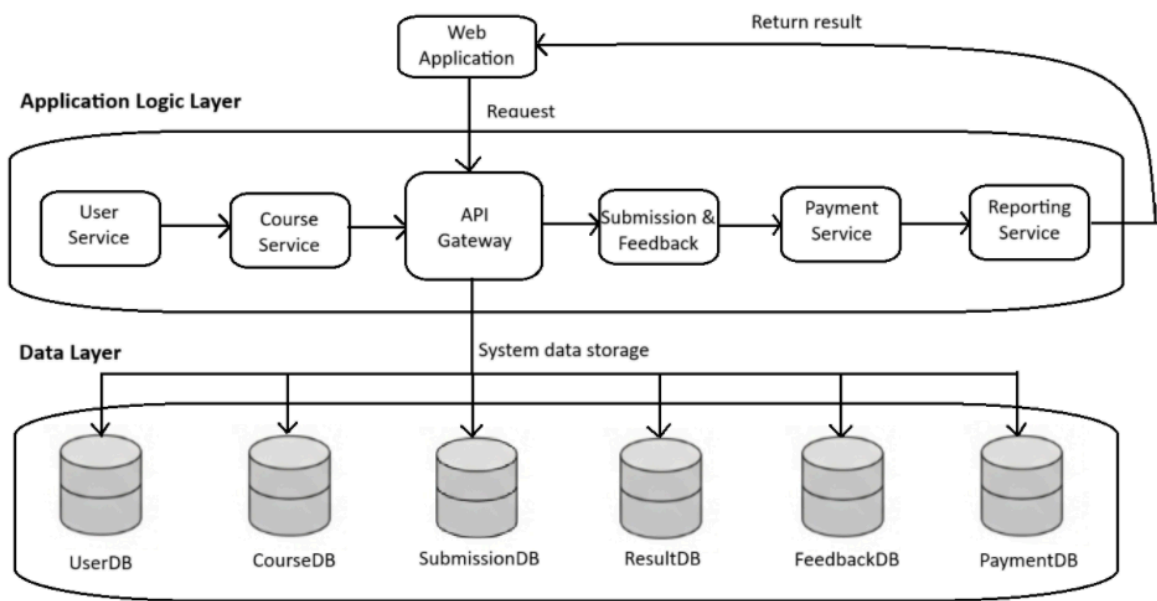 Return result
Web
Application
Application Logic Layer
Request
User
Service
Course
Service
API
Gateway
Submission &
Feedback
Payment
Service
Reporting
Service
Data Layer
System data storage
UserDB
CourseDB
SubmissionDB
ResultDB
FeedbackDB
PaymentDB